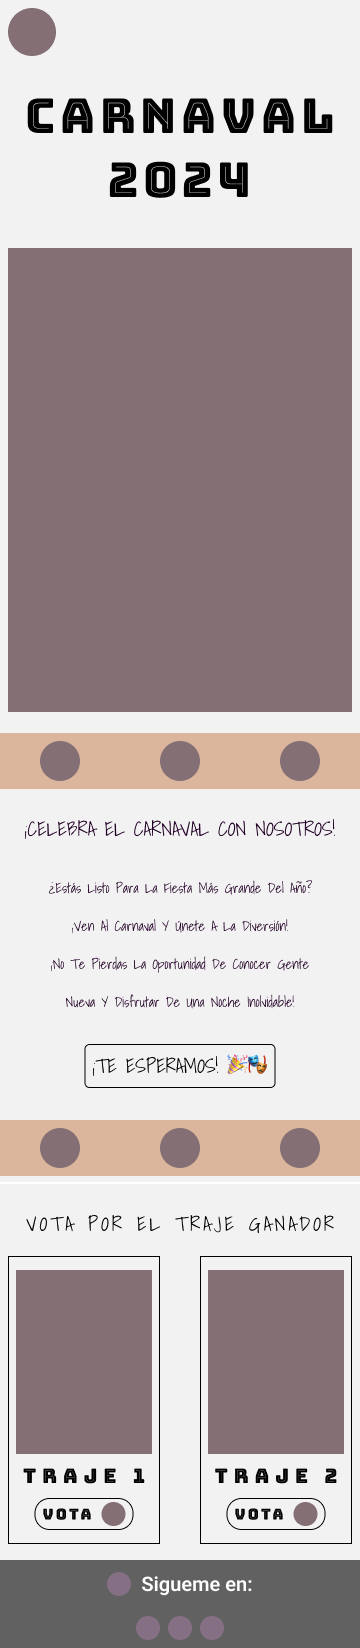 CARNAVAL
2024
¡CELEBRA EL CARNAVAL CON NOSOTROS!
¿Estás Listo Para La Fiesta Más Grande Del Año?
¡Ven Al Carnaval Y Únete A La Diversión!
¡No Te Pierdas La Oportunidad De Conocer Gente
Nueva Y Disfrutar De Una Noche Inolvidable!
¡TE ESPERAMOS! 🎉🎭
VOTA POR EL TRAJE GANADOR
TRAJE 1
VOTA
TRAJE 2
VOTA
Sigueme en: